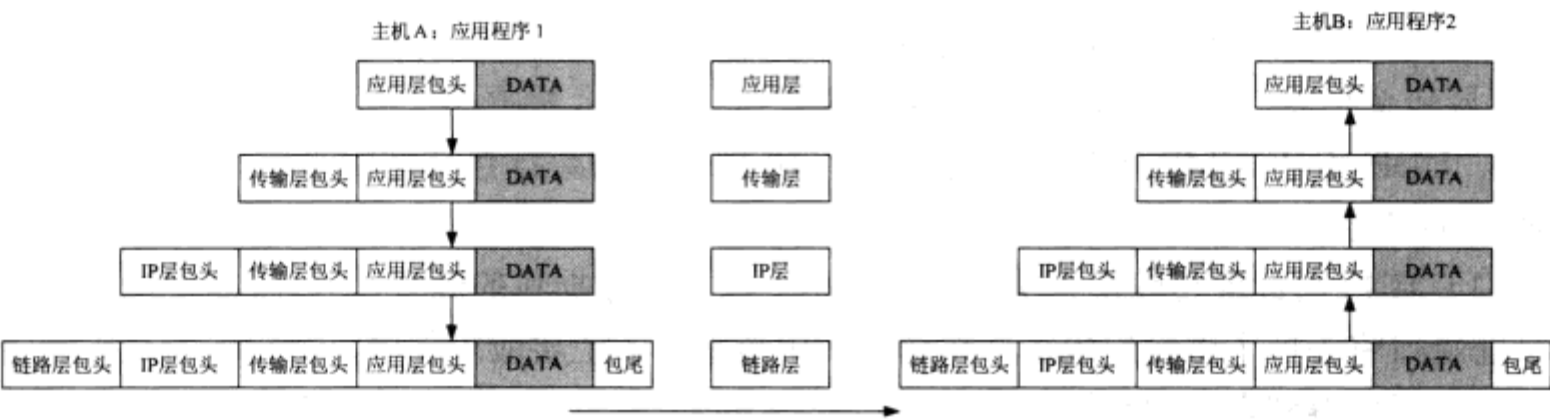 主机A：应用程序1
主机B：应用程序2
应用层包头 DATA
应用层
应用层包头 DATA
传输层包头 应用层包头 DATA
传输层
传输层包头 应用层包头 DATA
IP层包头 传输层包头 应用层包头 DATA
IP层
IP层包头 传输层包头 应用层包头 DATA
链路层包头 IP层包头 传输层包头 应用层包头 DATA 包尾
链路层
链路层包头 IP层包头 传输层包头 应用层包头 DATA 包尾